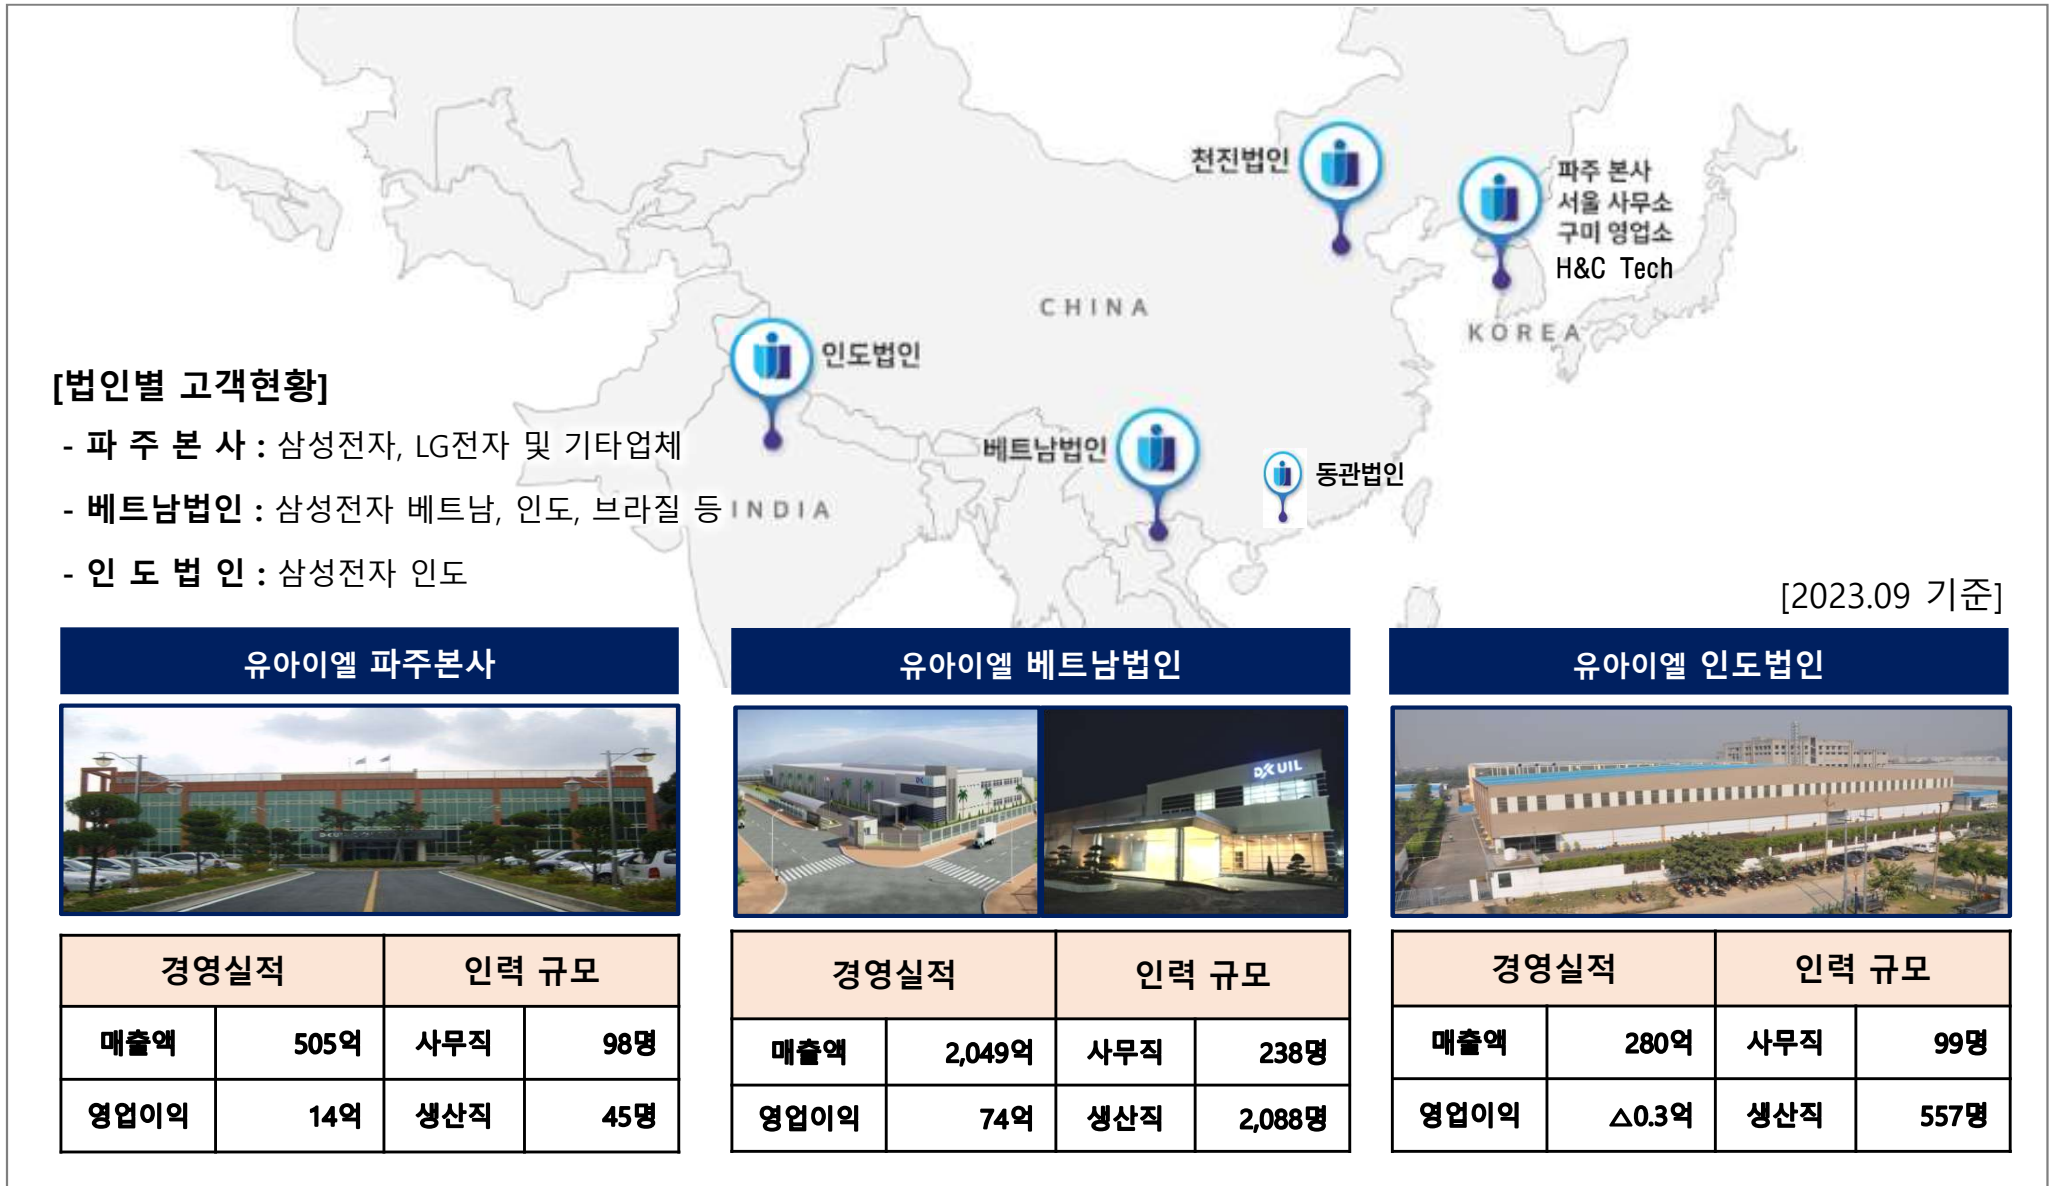 천진법인
파주 본사
서울 사무소
구미 영업소
H&C Tech
CHINA
KOREA
인도법인
베트남법인
동관법인
INDIA
[법인별 고객현황]
- 파 주 본 사 : 삼성전자, LG전자 및 기타업체
- 베트남법인 : 삼성전자 베트남, 인도, 브라질 등
- 인 도 법 인 : 삼성전자 인도
[2023.09 기준]
유아이엘 파주본사
경영실적 인력 규모
매출액 505억 사무직 98명
영업이익 14억 생산직 45명
유아이엘 베트남법인
DK UIL
경영실적 인력 규모
매출액 2,049억 사무직 238명
영업이익 74억 생산직 2,088명
유아이엘 인도법인
경영실적 인력 규모
매출액 280억 사무직 99명
영업이익 △0.3억 생산직 557명